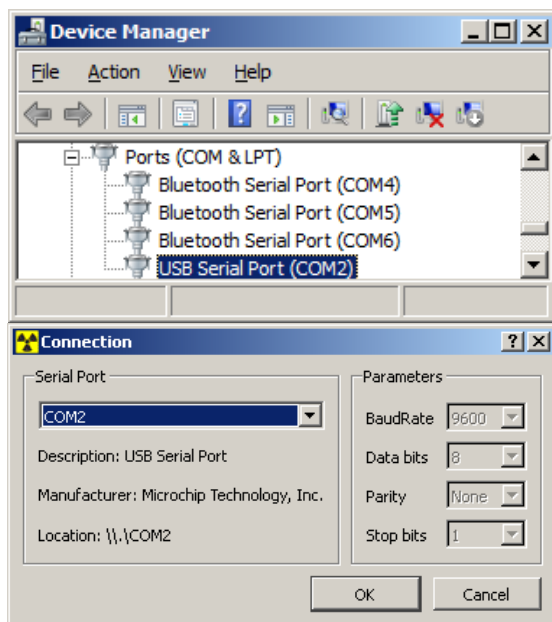 Device Manager
File Action View Help
Ports (COM & LPT)
Bluetooth Serial Port (COM4)
Bluetooth Serial Port (COM5)
Bluetooth Serial Port (COM6)
USB Serial Port (COM2)
Connection
Serial Port
COM2
Description: USB Serial Port
Manufacturer: Microchip Technology, Inc.
Location: \\.\COM2
Parameters
BaudRate 9600
Data bits 8
Parity None
Stop bits 1
OK Cancel